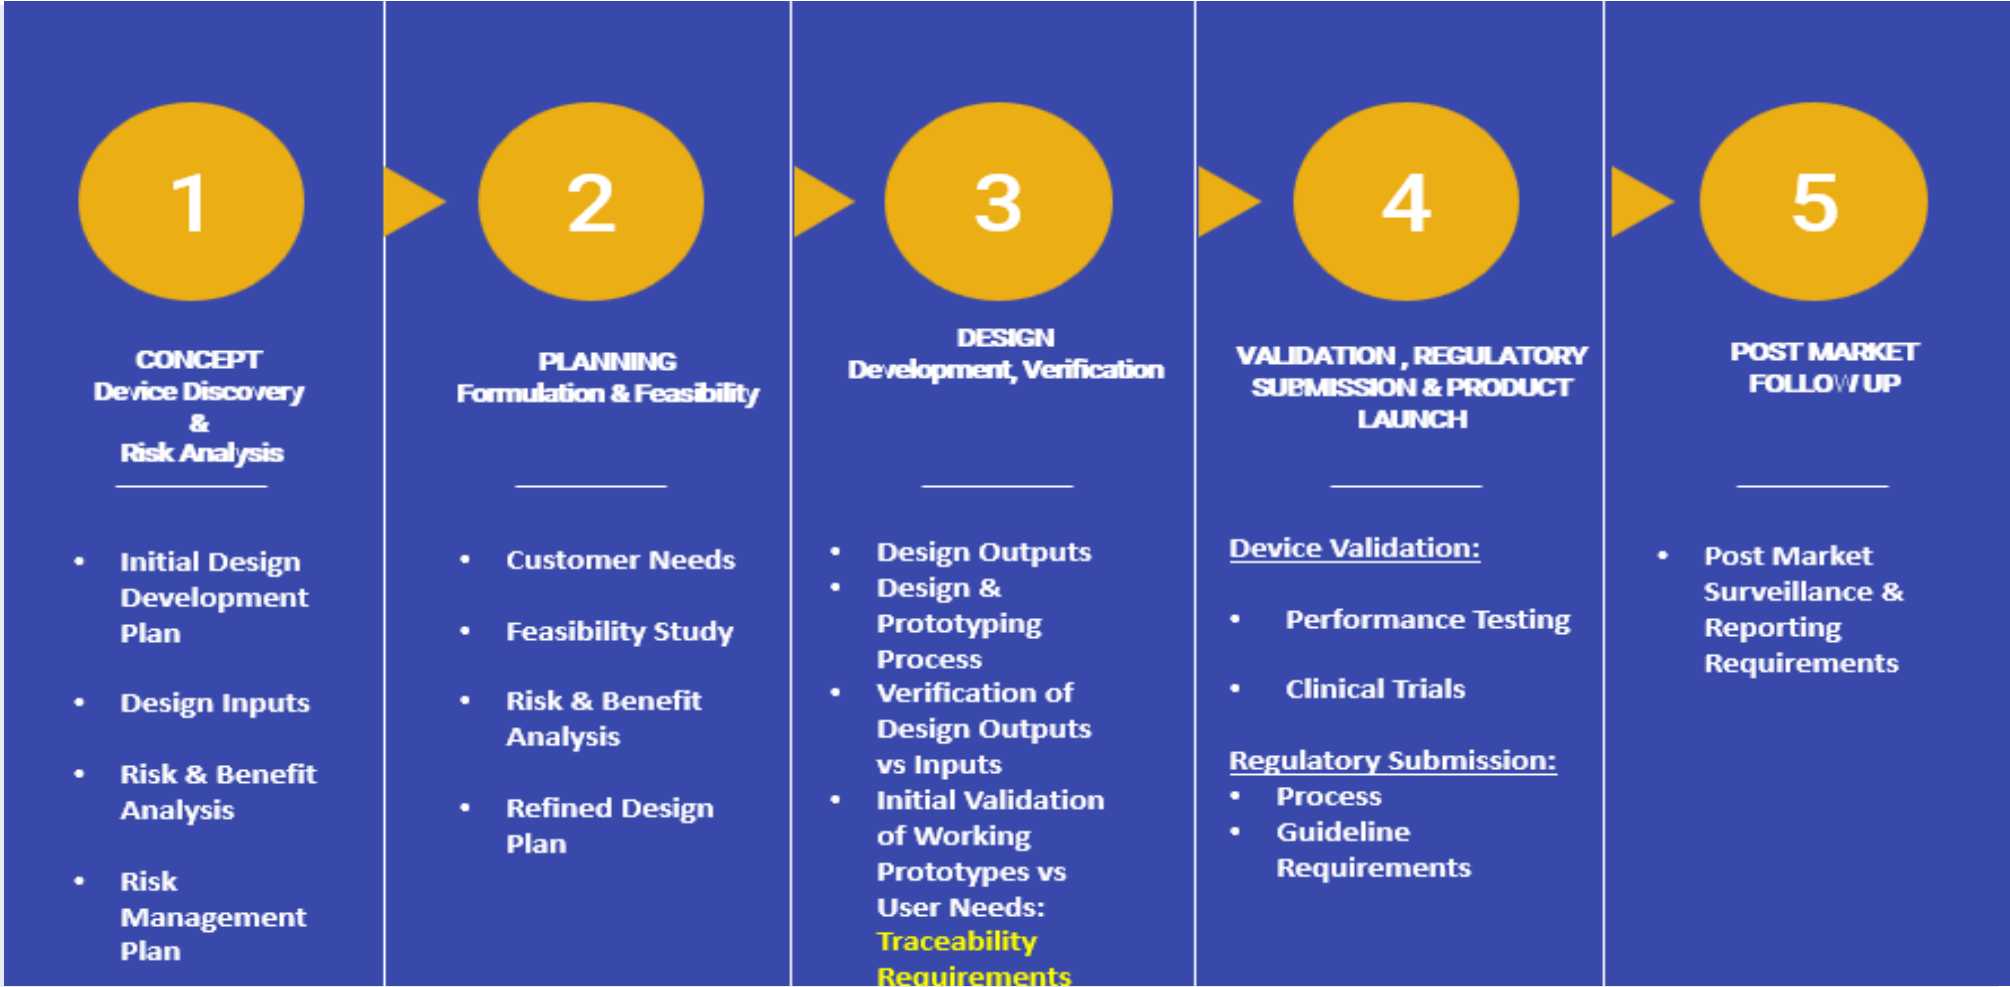 1
CONCEPT
Device Discovery
&
Risk Analysis
• Initial Design
Development
Plan
• Design Inputs
• Risk & Benefit
Analysis
• Risk
Management
Plan
2
PLANNING
Formulation & Feasibility
• Customer Needs
• Feasibility Study
• Risk & Benefit
Analysis
• Refined Design
Plan
3
DESIGN
Development, Verification
• Design Outputs
• Design &
Prototyping
Process
• Verification of
Design Outputs
vs Inputs
• Initial Validation
of Working
Prototypes vs
User Needs:
Traceability
Requirements
4
VALIDATION , REGULATORY
SUBMISSION & PRODUCT
LAUNCH
Device Validation:
• Performance Testing
• Clinical Trials
Regulatory Submission:
• Process
• Guideline
Requirements
5
POST MARKET
FOLLOW UP
• Post Market
Surveillance &
Reporting
Requirements